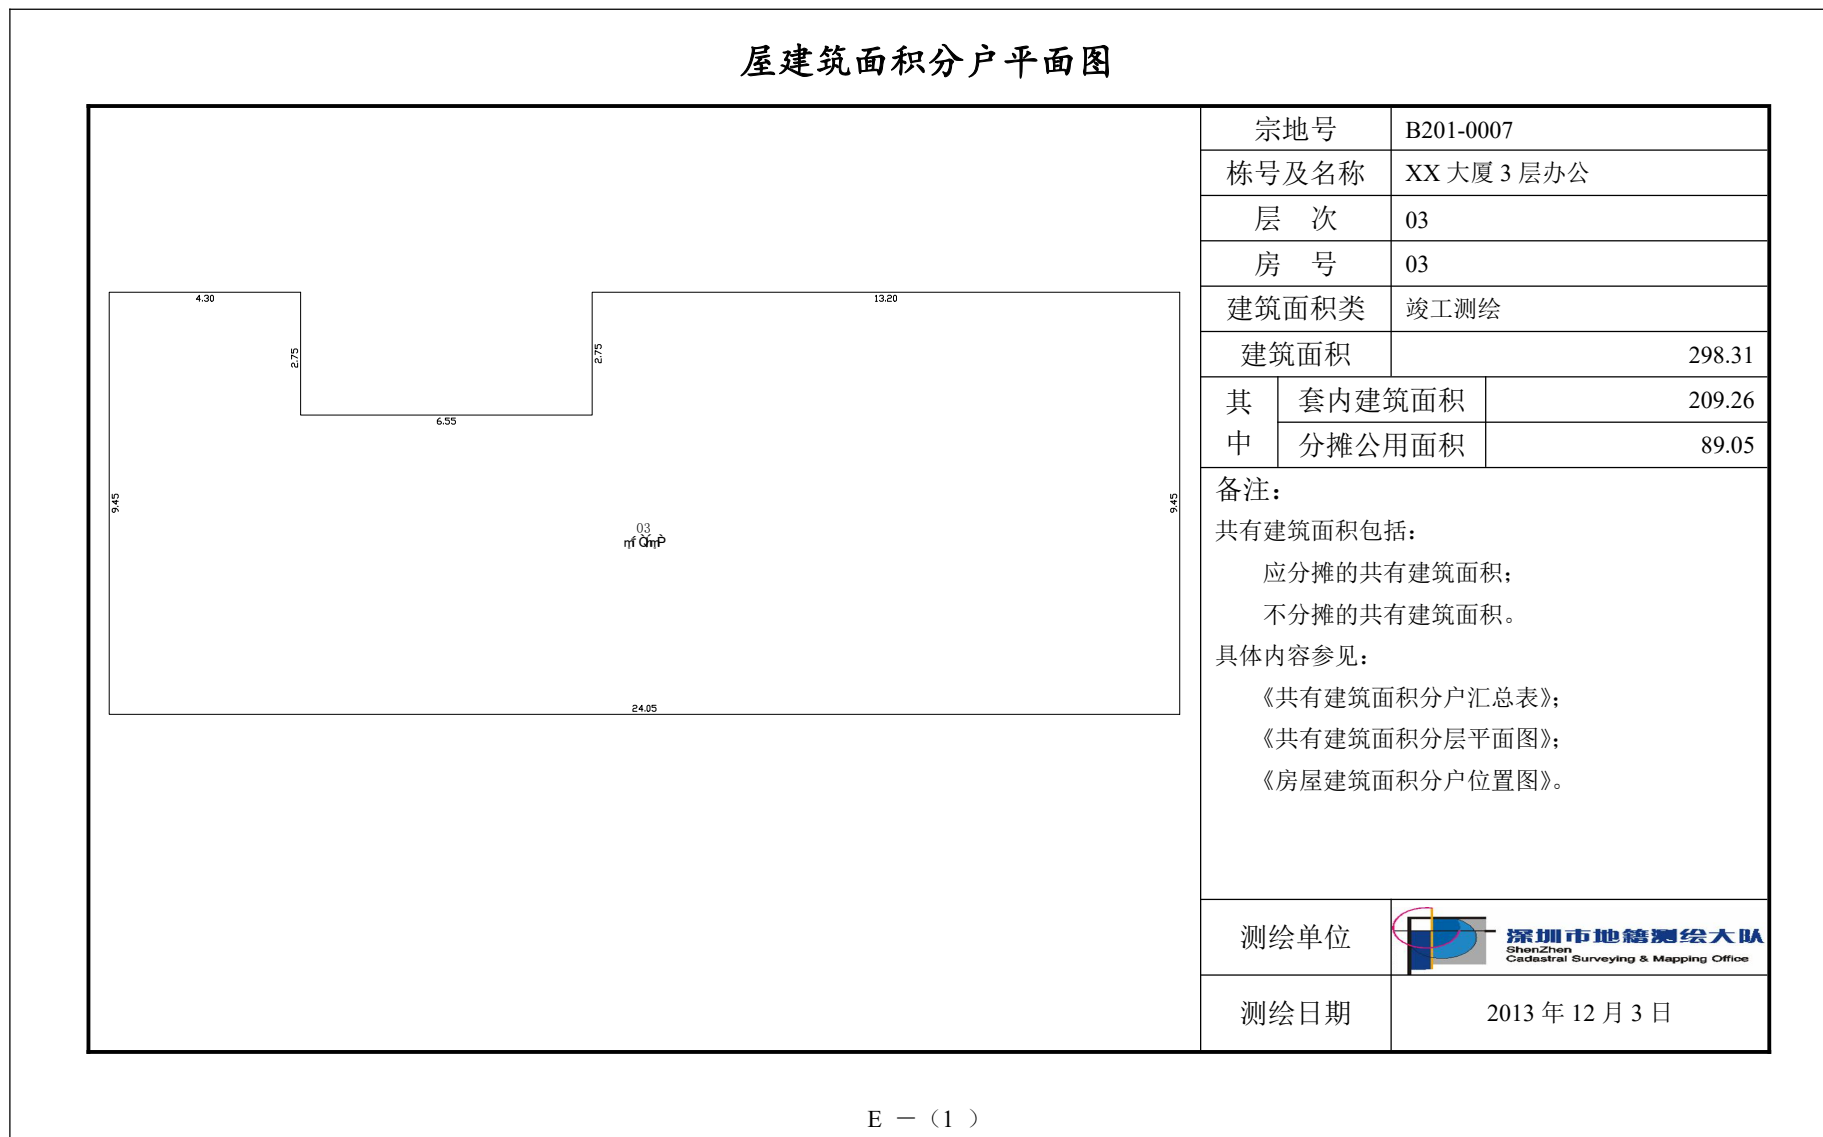 屋建筑面积分户平面图
宗地号 B201-0007
栋号及名称 XX 大厦 3 层办公
层 次 03
房 号 03
建筑面积类 竣工测绘
建筑面积 298.31
其中 套内建筑面积 209.26
分摊公用面积 89.05
4.30
13.20
2.75
2.75
6.55
9.45
9.45
03
24.05
备注：
共有建筑面积包括：
应分摊的共有建筑面积；
不分摊的共有建筑面积。
具体内容参见：
《共有建筑面积分户汇总表》；
《共有建筑面积分层平面图》；
《房屋建筑面积分户位置图》。
测绘单位
深圳市地籍测绘大队
ShenZhen
Cadastral Surveying & Mapping Office
测绘日期 2013 年 12 月 3 日
E －（1 ）